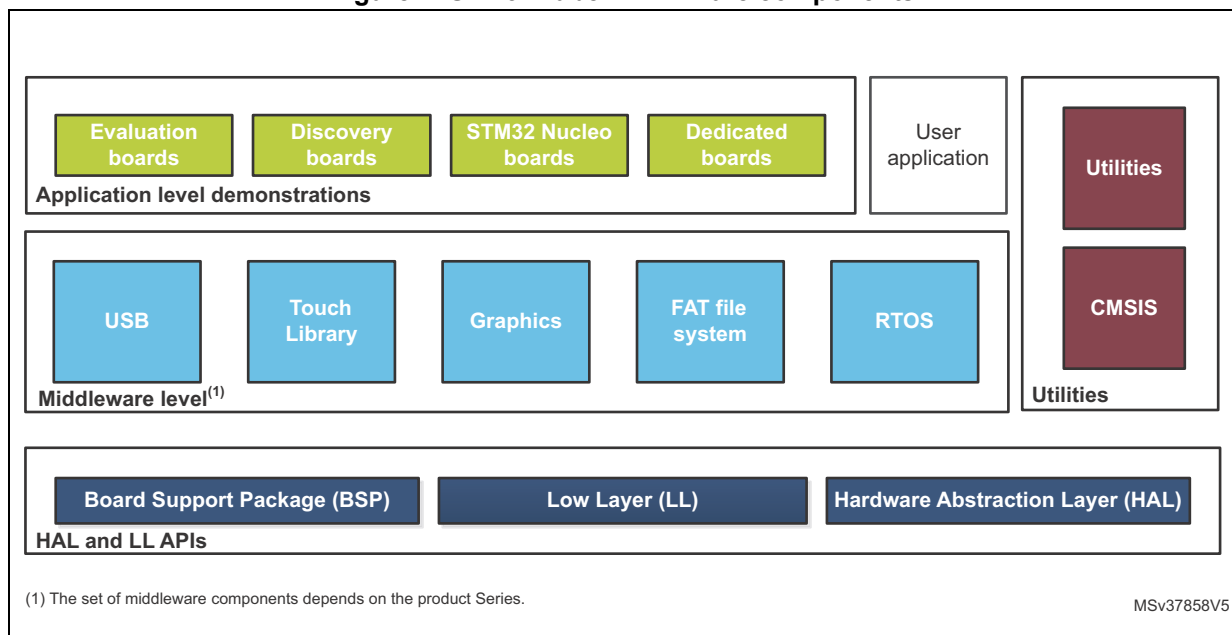 Evaluation
boards
Discovery
boards
STM32 Nucleo
boards
Dedicated
boards
Application level demonstrations
User
application
Utilities
CMSIS
Utilities
USB
Touch
Library
Graphics
FAT file
system
RTOS
Middleware level(1)
Board Support Package (BSP)
Low Layer (LL)
Hardware Abstraction Layer (HAL)
HAL and LL APIs
(1) The set of middleware components depends on the product Series.
MSv37858V5